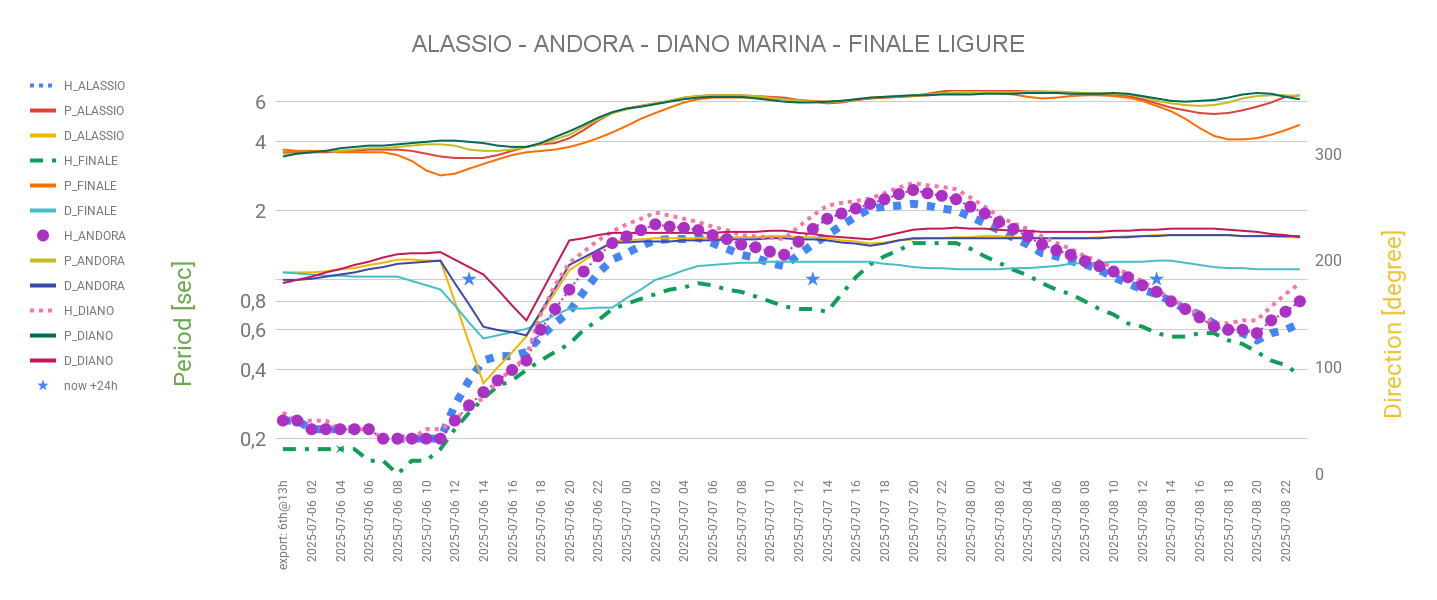 ALASSIO - ANDORA - DIANO MARINA - FINALE LIGURE
H_ALASSIO
P_ALASSIO
D_ALASSIO
H_FINALE
P_FINALE
D_FINALE
H_ANDORA
P_ANDORA
D_ANDORA
H_DIANO
P_DIANO
D_DIANO
now +24h
Period [sec]
6
4
2
0,8
0,6
0,4
0,2
300
200
100
0
Direction [degree]
export: 6th@13h
2025-07-06 02
2025-07-06 04
2025-07-06 06
2025-07-06 08
2025-07-06 10
2025-07-06 12
2025-07-06 14
2025-07-06 16
2025-07-06 18
2025-07-06 20
2025-07-06 22
2025-07-07 00
2025-07-07 02
2025-07-07 04
2025-07-07 06
2025-07-07 08
2025-07-07 10
2025-07-07 12
2025-07-07 14
2025-07-07 16
2025-07-07 18
2025-07-07 20
2025-07-07 22
2025-07-08 00
2025-07-08 02
2025-07-08 04
2025-07-08 06
2025-07-08 08
2025-07-08 10
2025-07-08 12
2025-07-08 14
2025-07-08 16
2025-07-08 18
2025-07-08 20
2025-07-08 22